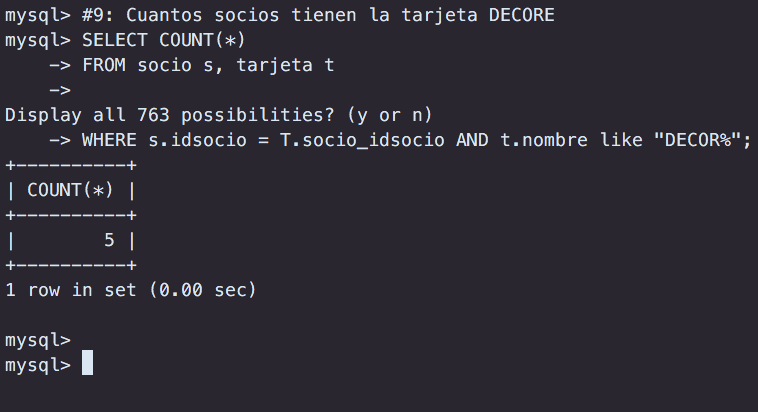 mysql> #9: Cuantos socios tienen la tarjeta DECORE
mysql> SELECT COUNT(*)
    -> FROM socio s, tarjeta t
    ->
Display all 763 possibilities? (y or n)
    -> WHERE s.idsocio = T.socio_idsocio AND t.nombre like "DECOR%";
+----------+
| COUNT(*) |
+----------+
|        5 |
+----------+
1 row in set (0.00 sec)

mysql>
mysql>